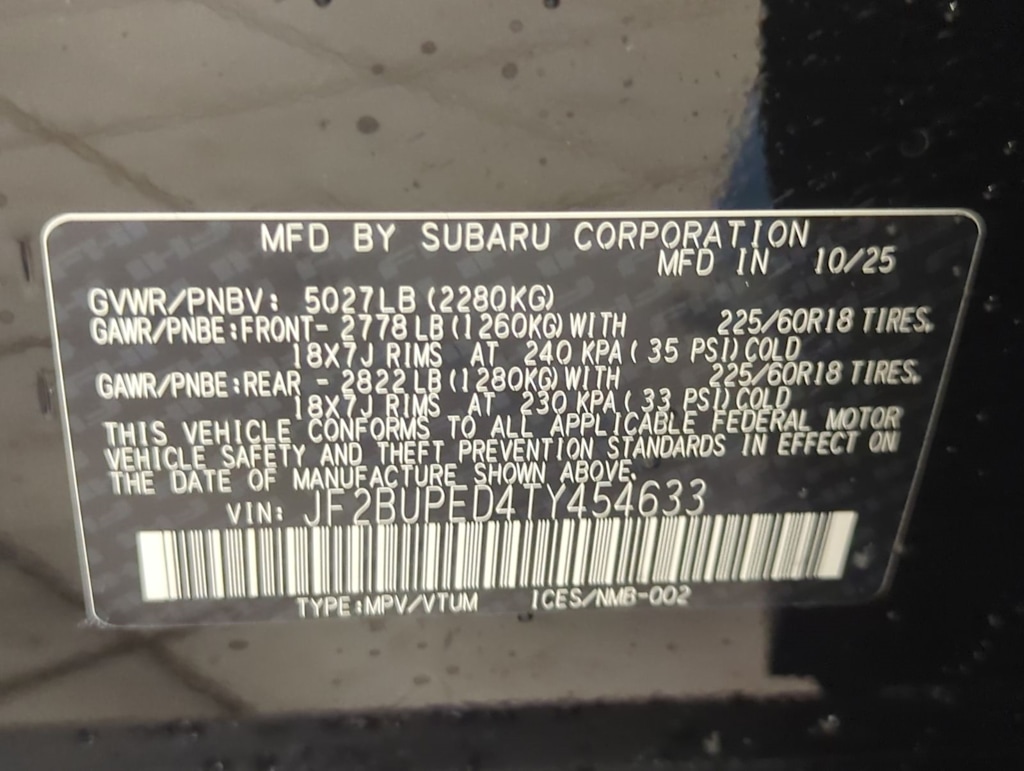 MFD BY SUBARU CORPORATION
MFD IN 10/25
GVWR/PNBV: 5027LB (2280KG)
GAWR/PNBE:FRONT- 2778 LB (1260KG) WITH 225/60R18 TIRES,
18X7J RIMS AT 240 KPA ( 35 PSI) COLD
GAWR/PNBE:REAR - 2822 LB (1280KG) WITH 225/60R18 TIRES,
18X7J RIMS AT 230 KPA ( 33 PSI) COLD
THIS VEHICLE CONFORMS TO ALL APPLICABLE FEDERAL MOTOR
VEHICLE SAFETY AND THEFT PREVENTION STANDARDS IN EFFECT ON
THE DATE OF MANUFACTURE SHOWN ABOVE.
VIN: JF2BUPED4TY454633
TYPE:MPV/VTUM ICES/NMB-002